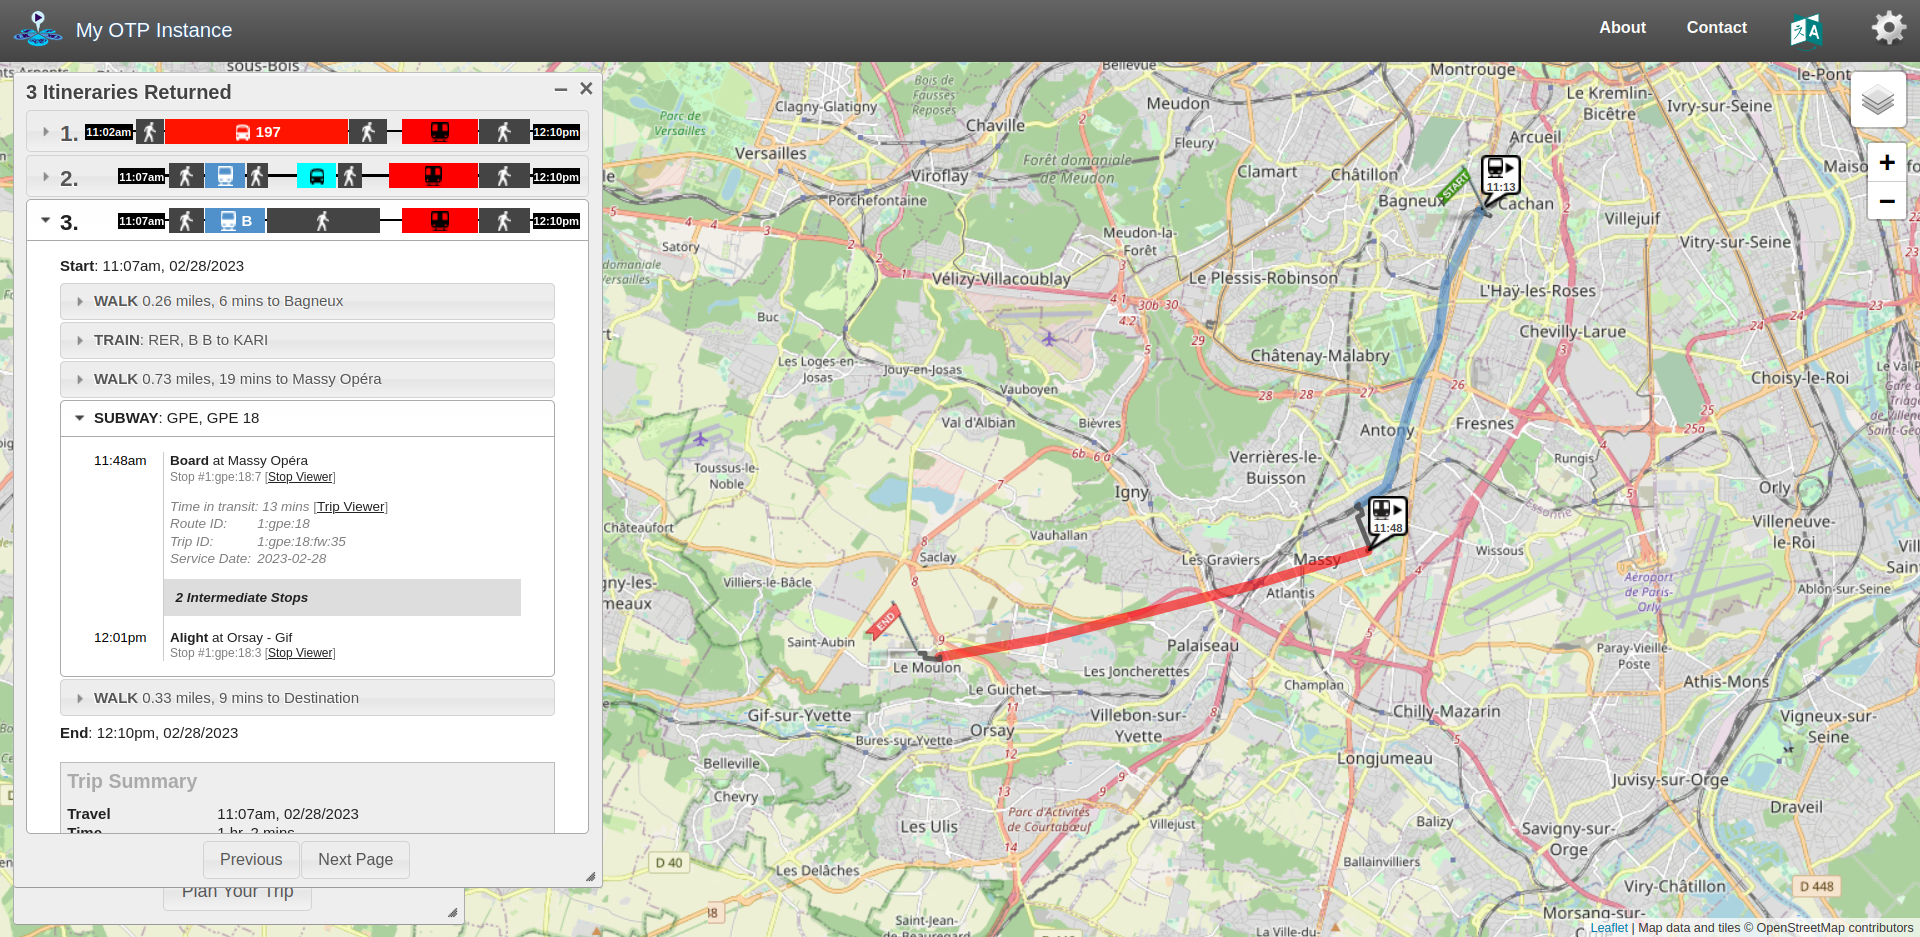 My OTP Instance
About
Contact
3 Itineraries Returned
1. 11:02am 197 12:10pm
2. 11:07am 12:10pm
3. 11:07am B 12:10pm
Start: 11:07am, 02/28/2023
WALK 0.26 miles, 6 mins to Bagneux
TRAIN: RER, B B to KARI
WALK 0.73 miles, 19 mins to Massy Opéra
SUBWAY: GPE, GPE 18
11:48am Board at Massy Opéra
Stop #1:gpe:18:7 [Stop Viewer]
Time in transit: 13 mins [Trip Viewer]
Route ID: 1:gpe:18
Trip ID: 1:gpe:18:fw:35
Service Date: 2023-02-28
2 Intermediate Stops
12:01pm Alight at Orsay - Gif
Stop #1:gpe:18:3 [Stop Viewer]
WALK 0.33 miles, 9 mins to Destination
End: 12:10pm, 02/28/2023
Trip Summary
Travel 11:07am, 02/28/2023
Time 1 hr, 2 mins
Previous
Next Page
Plan Your Trip
sous-Bois
Bellevue
Montrouge
le-Pont
Bois de
Fausses
Reposes
Clagny-Glatigny
Meudon
Le Kremlin-
Bicêtre
Ivry-sur-Seine
Parc de
Versailles
Chaville
Fleury
Arcueil
Versailles
Forêt domaniale
de Meudon
Viroflay
Clamart
Châtillon
START
11:13
Porchefontaine
Bagneux
Cachan
Villejuif
Satory
Meudon-la-
Forêt
Vitry-sur-Seine
Vélizy-Villacoublay
Le Plessis-Robinson
L'Haÿ-les-Roses
Buc
Chevilly-Larue
Les Loges-en-
Josas
Jouy-en-Josas
Châtenay-Malabry
Choisy-le-Roi
Vauboyen
Val d'Albian
Bièvres
Antony
Fresnes
Toussus-le-
Noble
Verrières-le-
Buisson
Rungis
Igny
Orly
Châteaufort
11:48
Villeneuve-
le-Roi
Vauhallan
Saclay
Les Graviers
Massy
Wissous
Villiers-le-Bâcle
Atlantis
Aéroport
de Paris-
Orly
Ablon-sur-Seine
END
Saint-Aubin
Palaiseau
Paray-Vieille-
Poste
Le Moulon
Les Joncherettes
Athis-Mons
Le Guichet
Champlan
Gif-sur-Yvette
Orsay
Villebon-sur-
Yvette
Chilly-Mazarin
Vigneux-sur-
Seine
Bures-sur-Yvette
Belleville
Longjumeau
Juvisy-sur-Orge
Chevry
Parc d'Activités
de Courtabœuf
Draveil
Les Ulis
Villejust
Balizy
Savigny-sur-
Orge
D 40
Ballainvilliers
Les Delâches
Viry-Châtillon
D 448
Saint-Jean-
de-Beauregard
La Ville-du-
Morsang-sur-
Leaflet | Map data and tiles © OpenStreetMap contributors